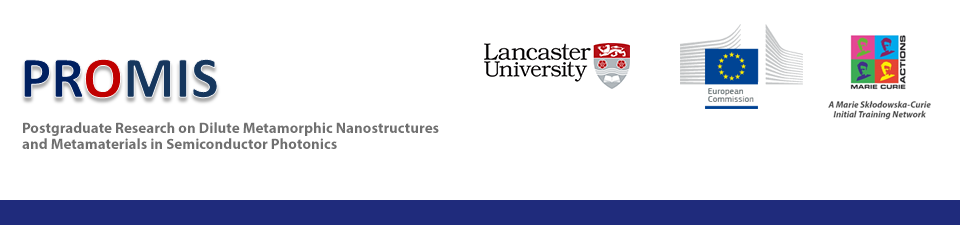 PROMIS
Postgraduate Research on Dilute Metamorphic Nanostructures
and Metamaterials in Semiconductor Photonics
Lancaster
University
European
Commission
MARIE CURIE
ACTIONS
A Marie Skłodowska-Curie
Initial Training Network